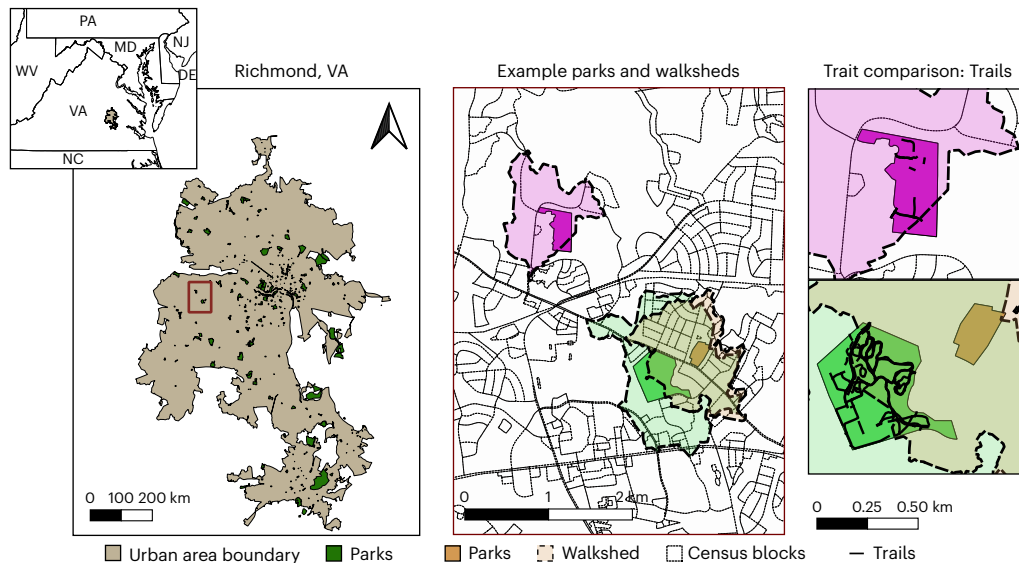 PA
MD
NJ
WV
DE
VA
NC
Richmond, VA
Example parks and walksheds
Trait comparison: Trails
0 100 200 km
0 1 2 km
0 0.25 0.50 km
Urban area boundary
Parks
Parks
Walkshed
Census blocks
Trails